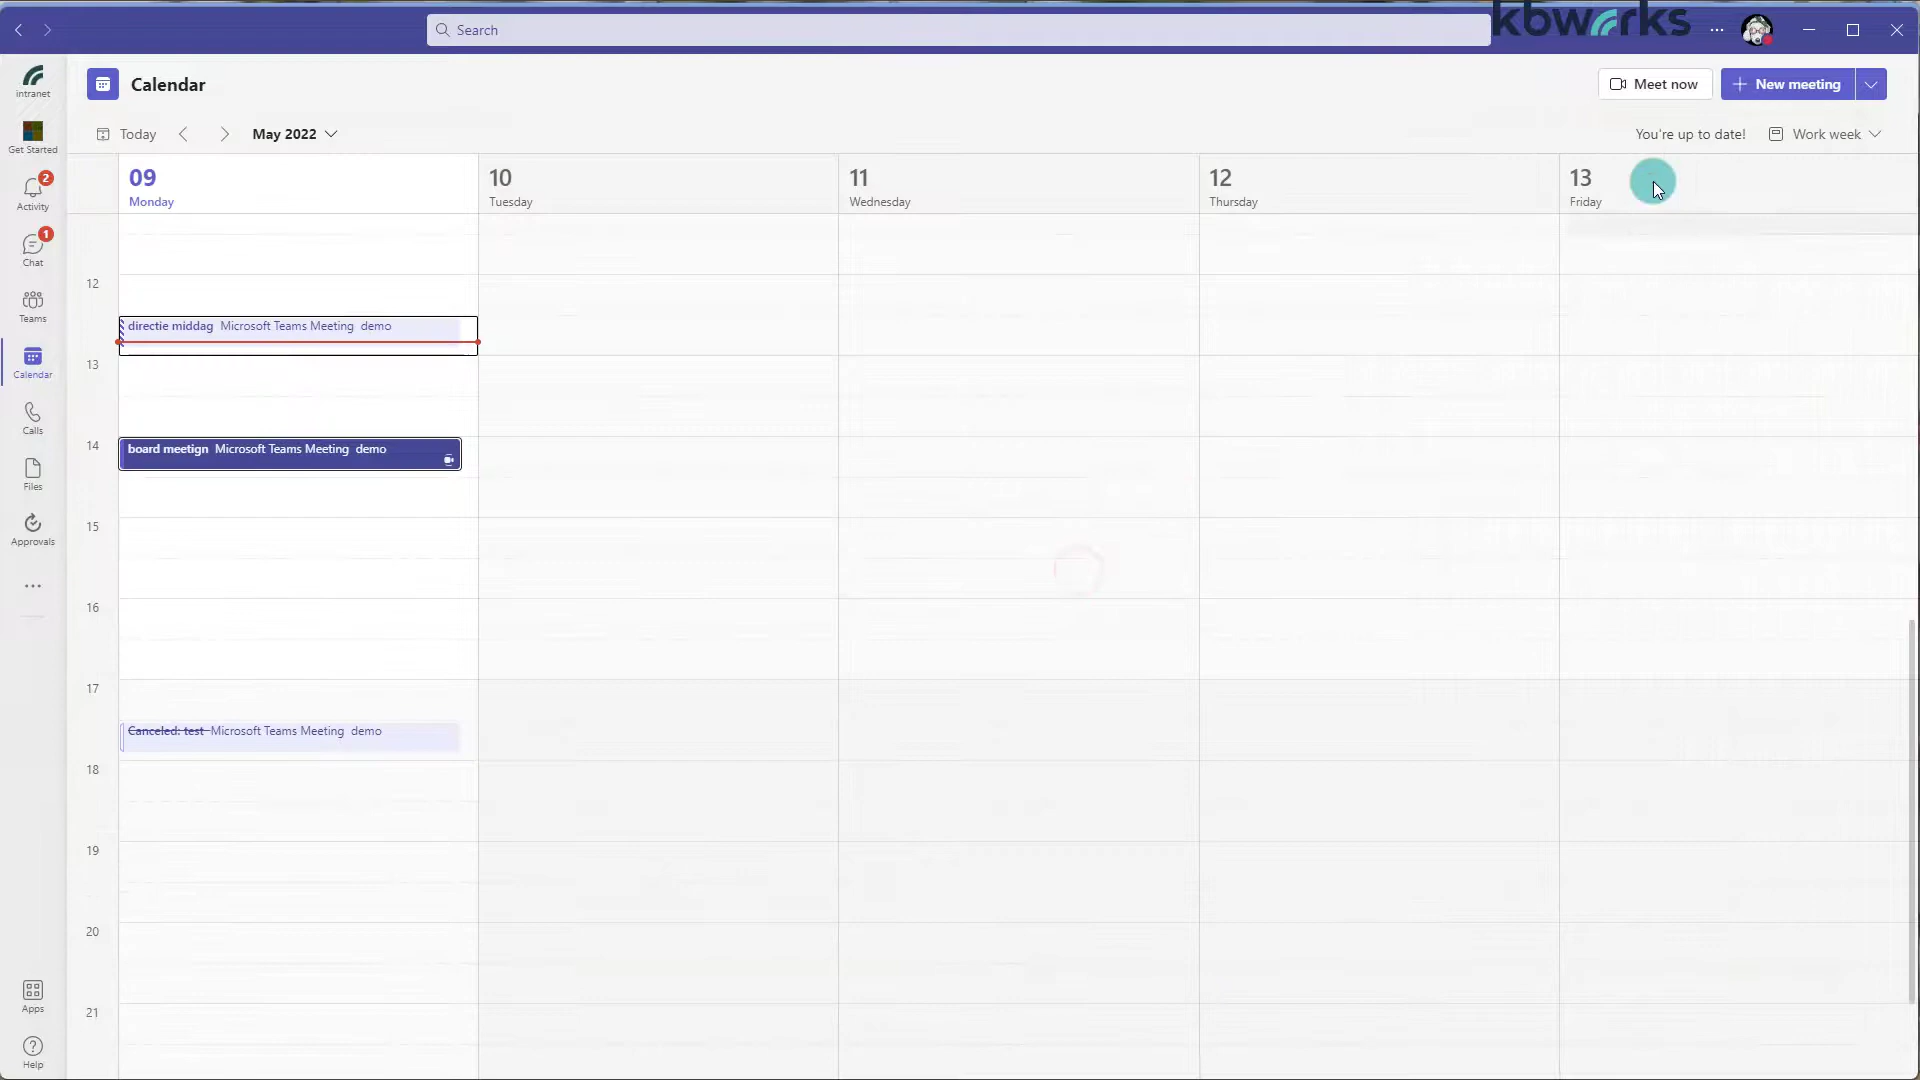 Search
kbworks
Calendar
Meet now
New meeting
Today
May 2022
You're up to date!
Work week
09
Monday
10
Tuesday
11
Wednesday
12
Thursday
13
Friday
intranet
Get Started
2
Activity
1
Chat
Teams
Calendar
Calls
Files
Approvals
Apps
Help
12
directie middag Microsoft Teams Meeting demo
13
14
board meetign Microsoft Teams Meeting demo
15
16
17
Canceled: test Microsoft Teams Meeting demo
18
19
20
21